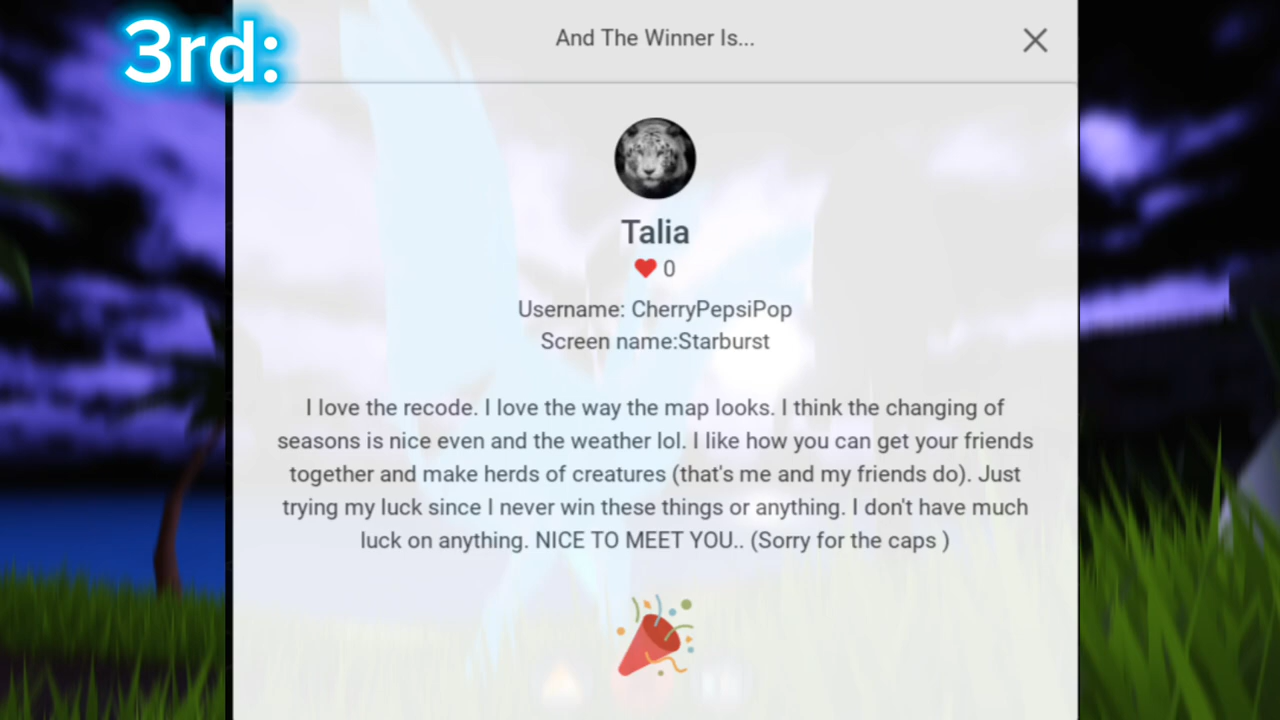 3rd:
And The Winner Is...
Talia
0
Username: CherryPepsiPop
Screen name:Starburst
I love the recode. I love the way the map looks. I think the changing of
seasons is nice even and the weather lol. I like how you can get your friends
together and make herds of creatures (that's me and my friends do). Just
trying my luck since I never win these things or anything. I don't have much
luck on anything. NICE TO MEET YOU.. (Sorry for the caps )